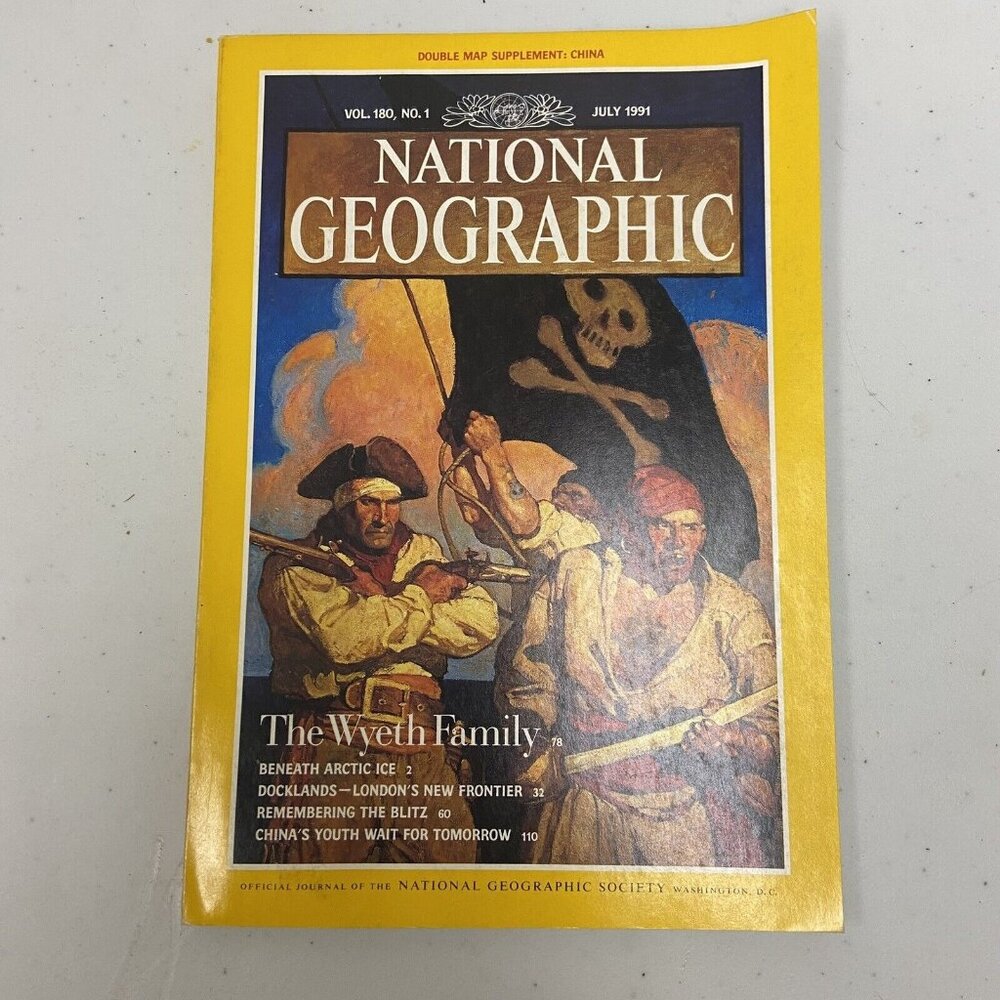 DOUBLE MAP SUPPLEMENT: CHINA
VOL. 180, NO. 1 JULY 1991
NATIONAL
GEOGRAPHIC
The Wyeth Family 78
BENEATH ARCTIC ICE 2
DOCKLANDS—LONDON'S NEW FRONTIER 32
REMEMBERING THE BLITZ 60
CHINA'S YOUTH WAIT FOR TOMORROW 110
OFFICIAL JOURNAL OF THE NATIONAL GEOGRAPHIC SOCIETY WASHINGTON, D.C.